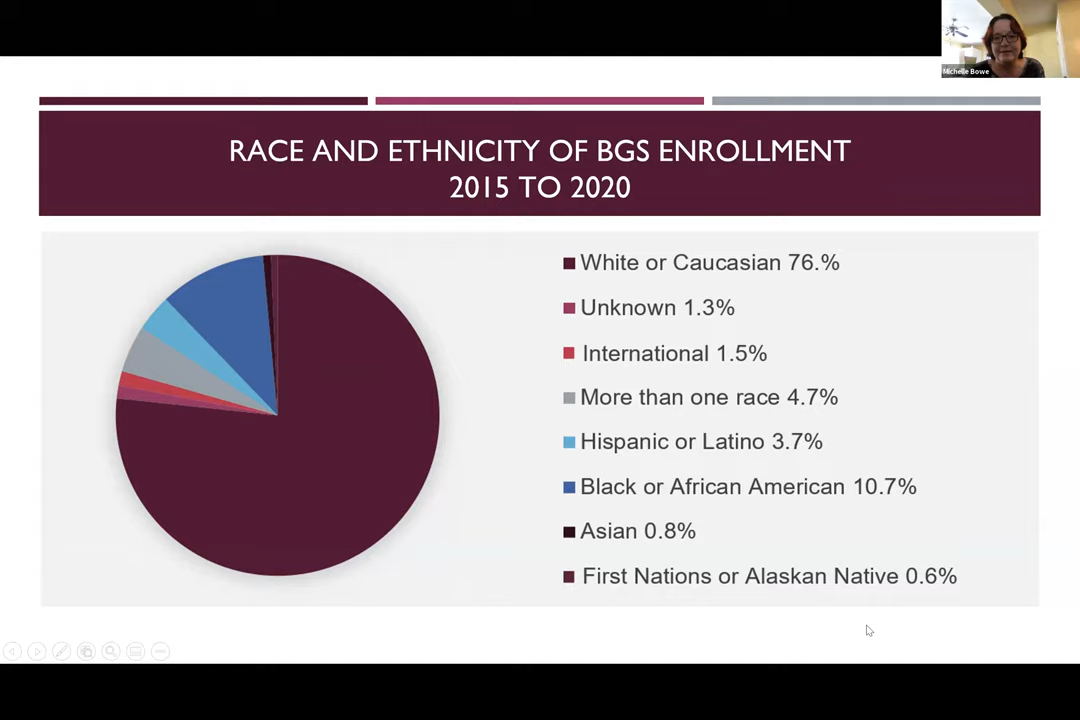 Michelle Bowe
RACE AND ETHNICITY OF BGS ENROLLMENT
2015 TO 2020
White or Caucasian 76.%
Unknown 1.3%
International 1.5%
More than one race 4.7%
Hispanic or Latino 3.7%
Black or African American 10.7%
Asian 0.8%
First Nations or Alaskan Native 0.6%